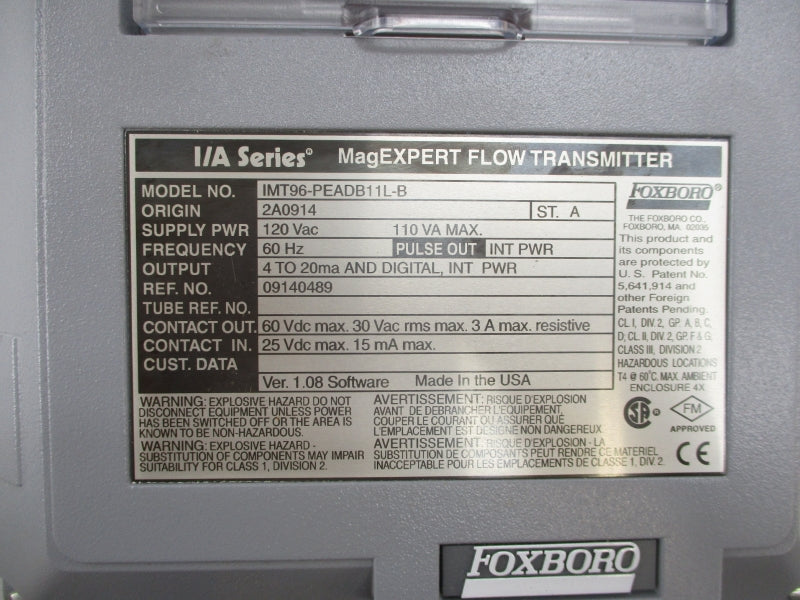 I/A Series® MagEXPERT FLOW TRANSMITTER
MODEL NO. IMT96-PEADB11L-B
ORIGIN 2A0914 ST. A
SUPPLY PWR 120 Vac 110 VA MAX.
FREQUENCY 60 Hz PULSE OUT INT PWR
OUTPUT 4 TO 20ma AND DIGITAL, INT PWR
REF. NO. 09140489
TUBE REF. NO.
CONTACT OUT. 60 Vdc max. 30 Vac rms max. 3 A max. resistive
CONTACT IN. 25 Vdc max. 15 mA max.
CUST. DATA
Ver. 1.08 Software Made In the USA
FOXBORO®
THE FOXBORO CO.,
FOXBORO, MA. 02035
This product and
its components
are protected by
U. S. Patent No.
5,641,914 and
other Foreign
Patents Pending.
CL. I, DIV. 2, GP. A, B, C,
D; CL. II, DIV. 2, GP. F & G,
CLASS III, DIVISION 2
HAZARDOUS LOCATIONS
T4 @ 60°C. MAX. AMBIENT
ENCLOSURE 4X
WARNING: EXPLOSIVE HAZARD DO NOT
DISCONNECT EQUIPMENT UNLESS POWER
HAS BEEN SWITCHED OFF OR THE AREA IS
KNOWN TO BE NON-HAZARDOUS.
WARNING: EXPLOSIVE HAZARD -
SUBSTITUTION OF COMPONENTS MAY IMPAIR
SUITABILITY FOR CLASS 1, DIVISION 2.
AVERTISSEMENT: RISQUE D'EXPLOSION
AVANT DE DEBRANCHER L'EQUIPEMENT,
COUPER LE COURANT OU ASSURER QUE
L'EMPLACEMENT EST DESIGNE NON DANGEREUX.
AVERTISSEMENT: RISQUE D'EXPLOSION - LA
SUBSTITUTION DE COMPOSANTS PEUT RENDRE CE MATERIEL
INACCEPTABLE POUR LES EMPLACEMENTS DE CLASSE 1, DIV. 2.
SA ®
FM
APPROVED
CE
FOXBORO